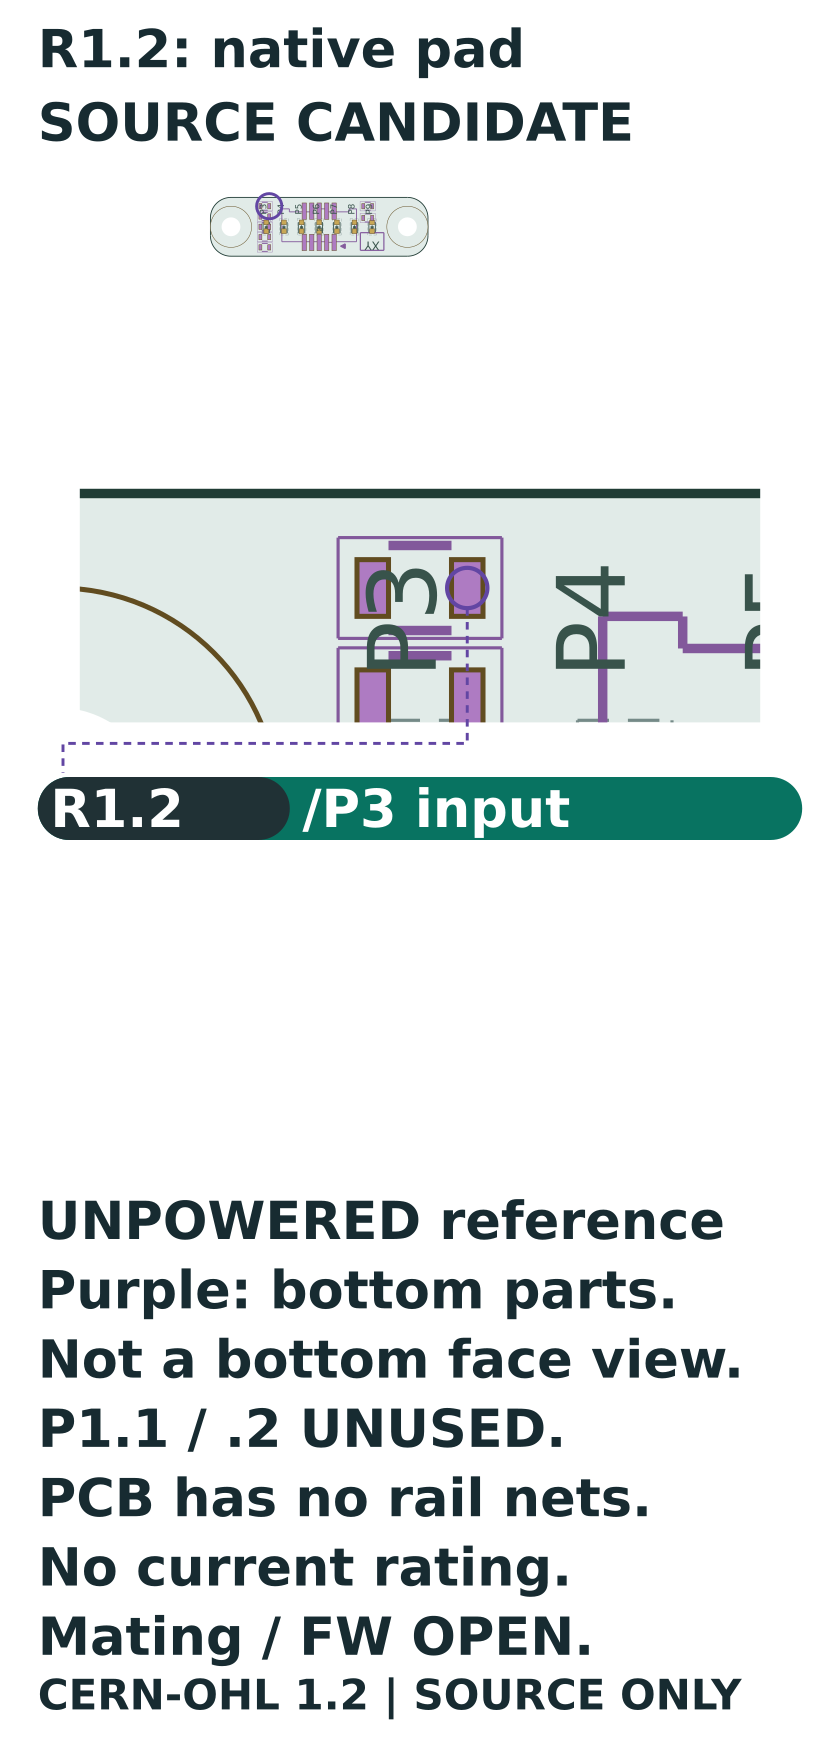 R1.2: native pad
SOURCE CANDIDATE
XY
P3
P4
R1.2 /P3 input
UNPOWERED reference
Purple: bottom parts.
Not a bottom face view.
P1.1 / .2 UNUSED.
PCB has no rail nets.
No current rating.
Mating / FW OPEN.
CERN-OHL 1.2 | SOURCE ONLY